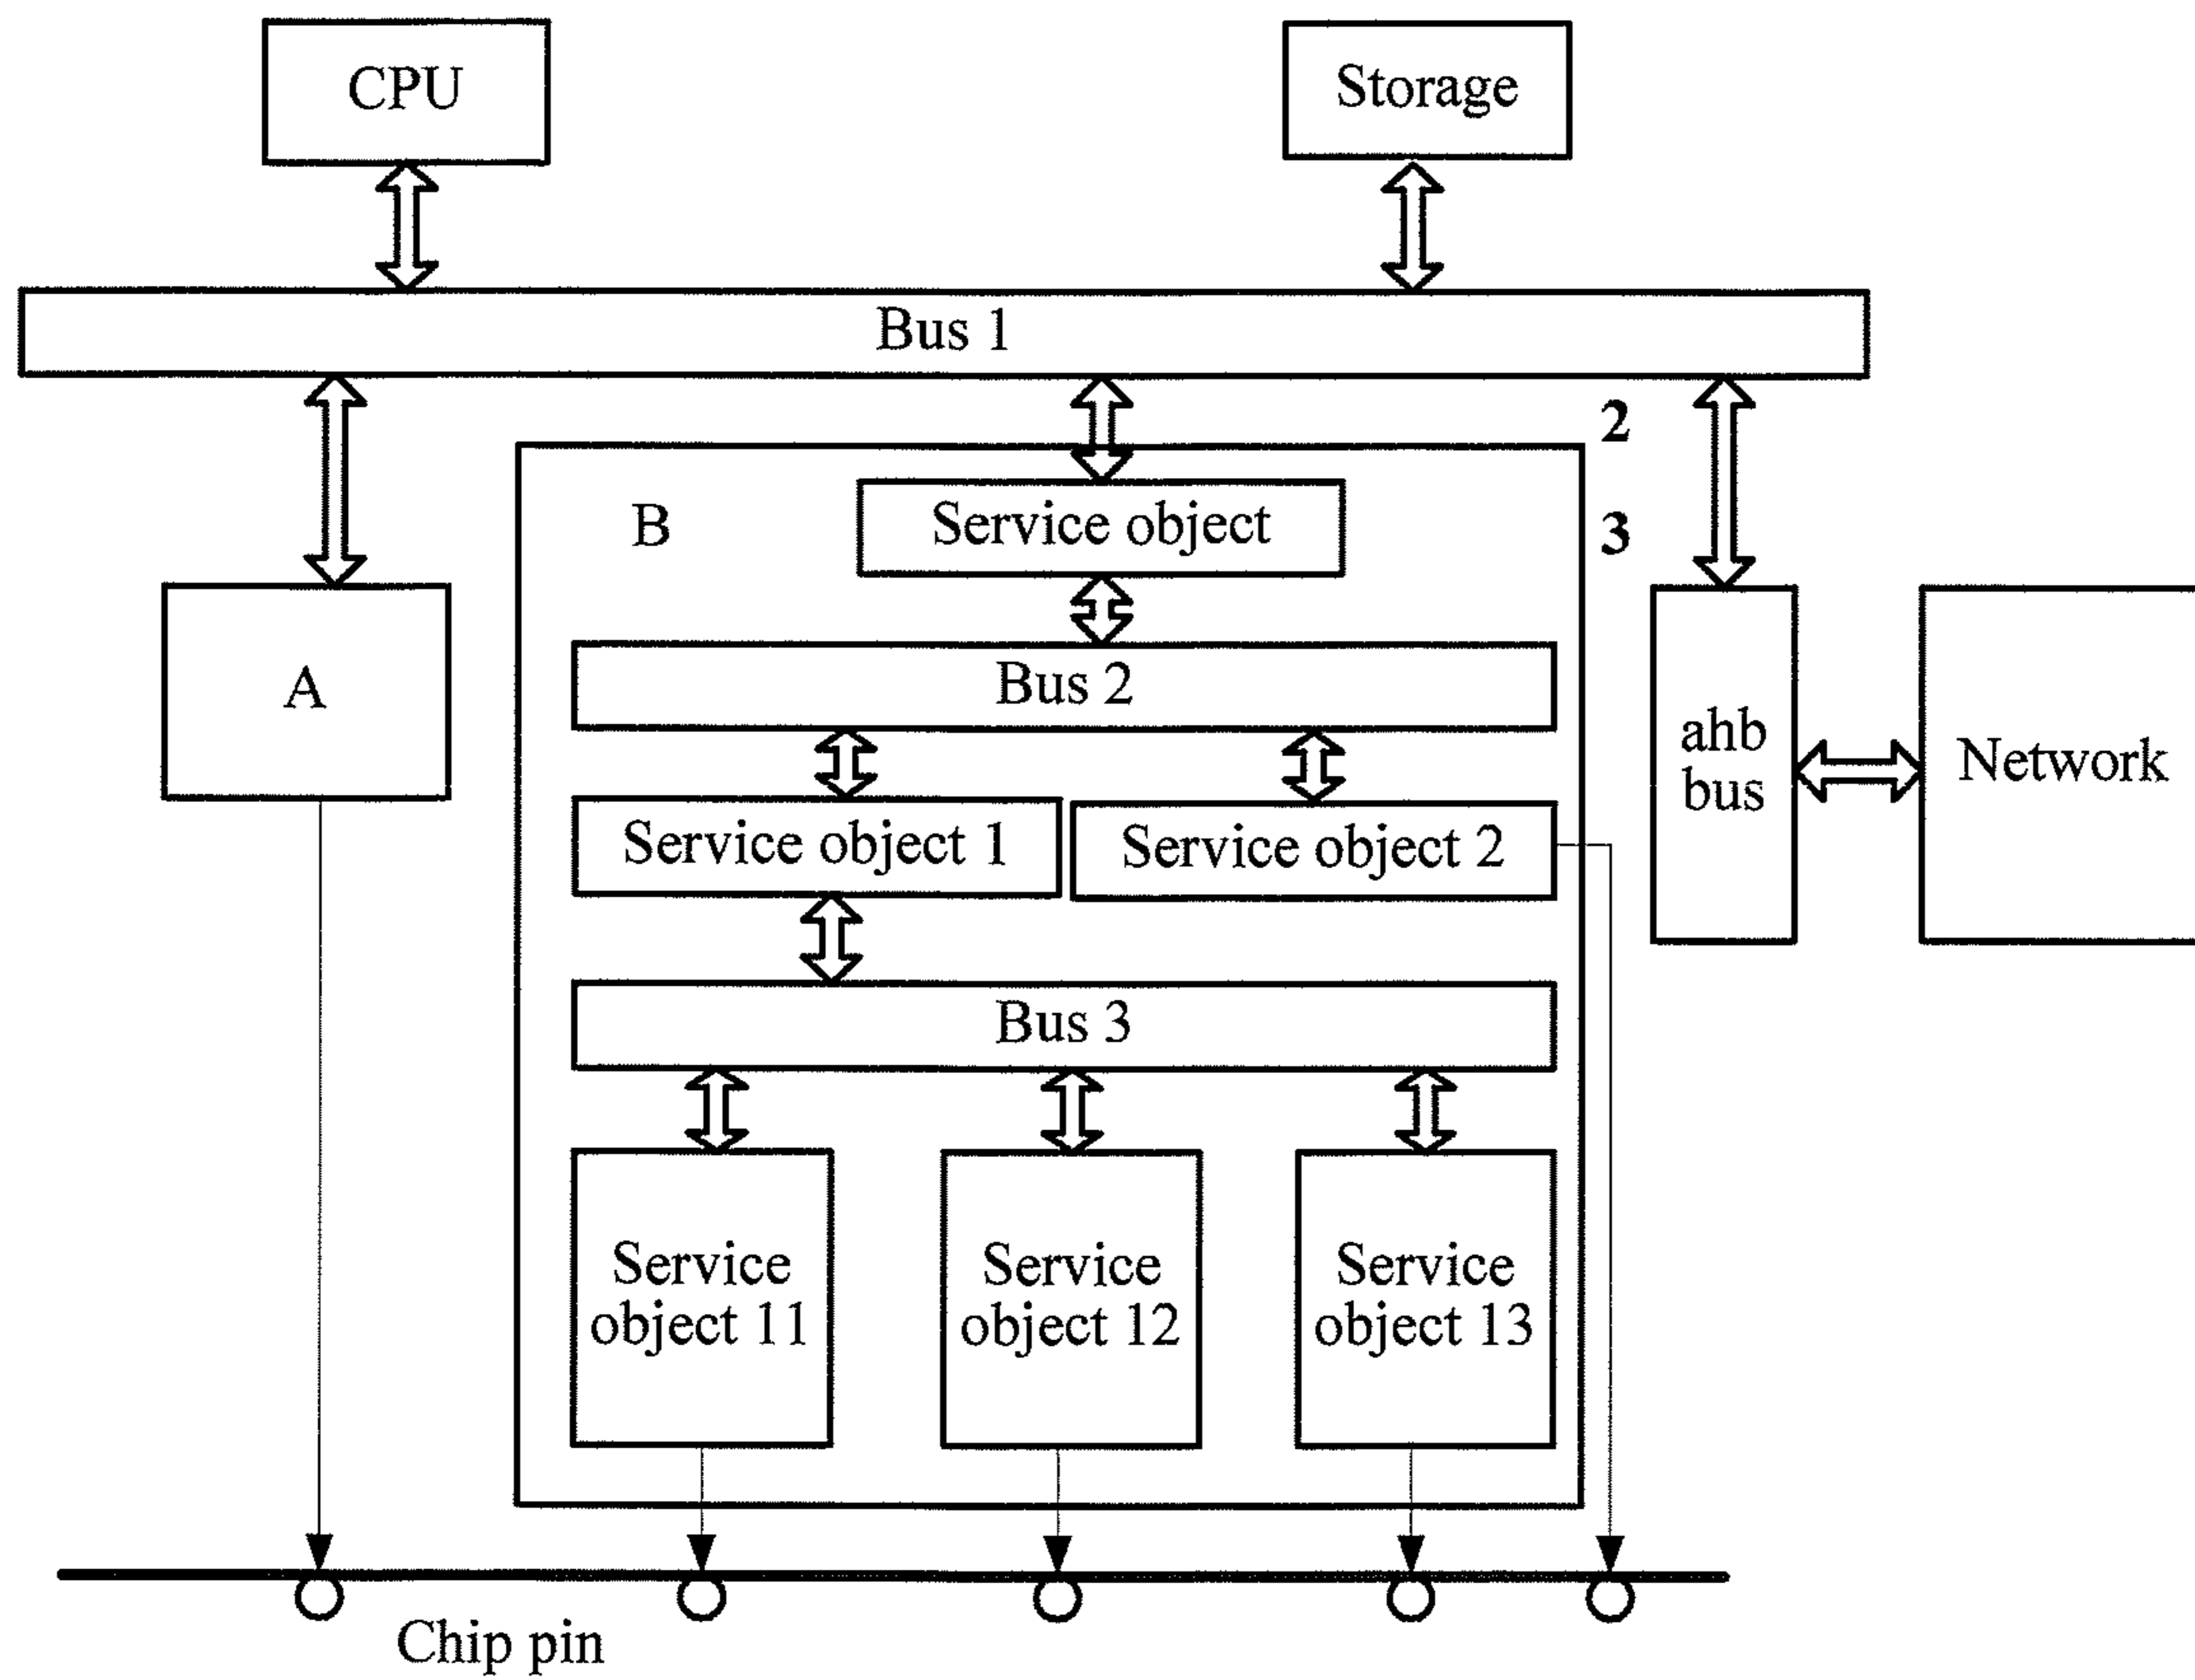 CPU
Storage
Bus 1
2
B
Service object
3
A
Bus 2
ahb
bus
Network
Service object 1
Service object 2
Bus 3
Service
object 11
Service
object 12
Service
object 13
Chip pin